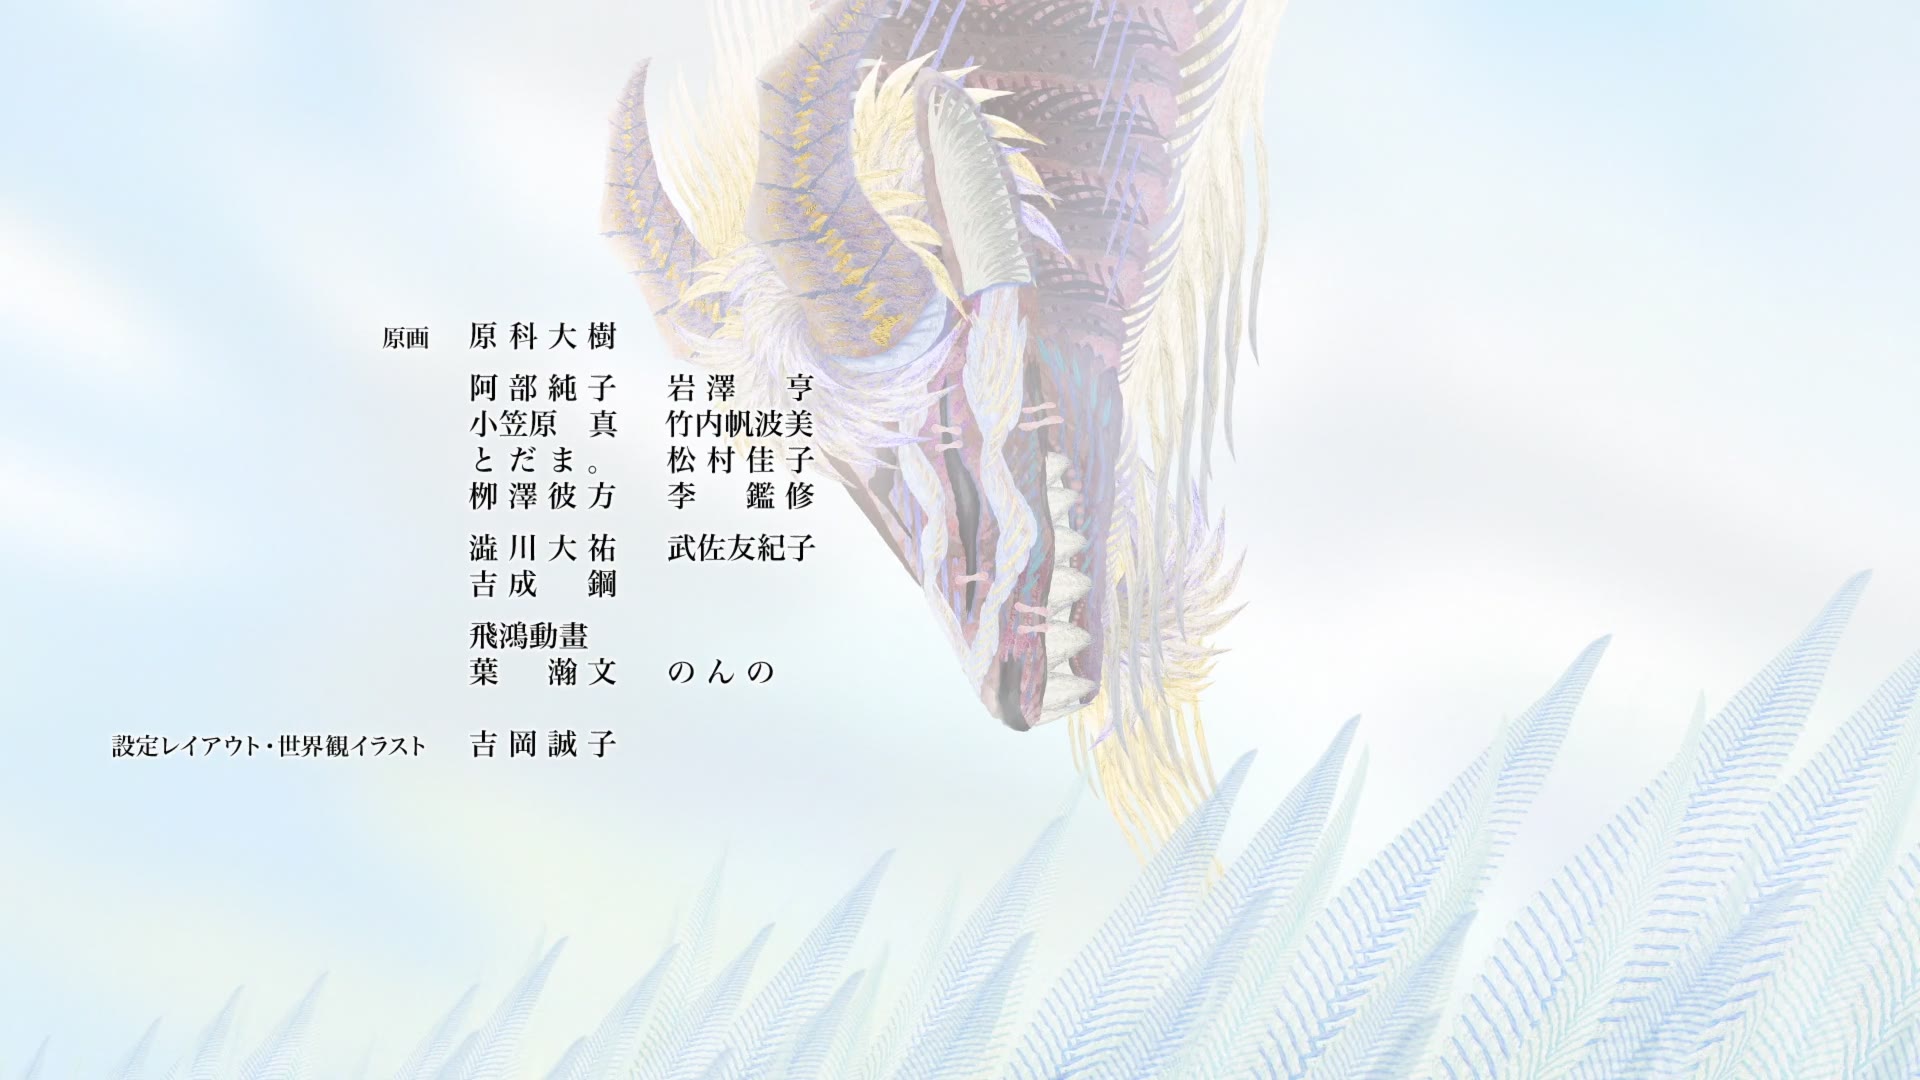 原画 原科大樹
阿部純子 岩澤 亨
小笠原 真 竹内帆波美
とだま。 松村佳子
栁澤彼方 李 鑑修
澁川大祐 武佐友紀子
吉成 鋼
飛鴻動畫
葉 瀚文 のんの
設定レイアウト・世界観イラスト 吉岡誠子